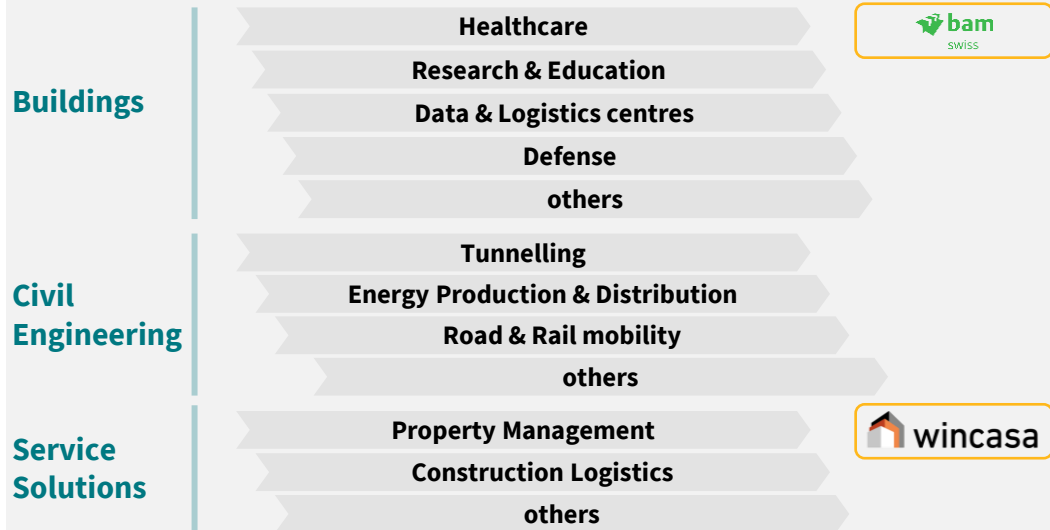 Buildings
Healthcare
Research & Education
Data & Logistics centres
Defense
others
bam
swiss
Civil
Engineering
Tunnelling
Energy Production & Distribution
Road & Rail mobility
others
Service
Solutions
Property Management
Construction Logistics
others
wincasa